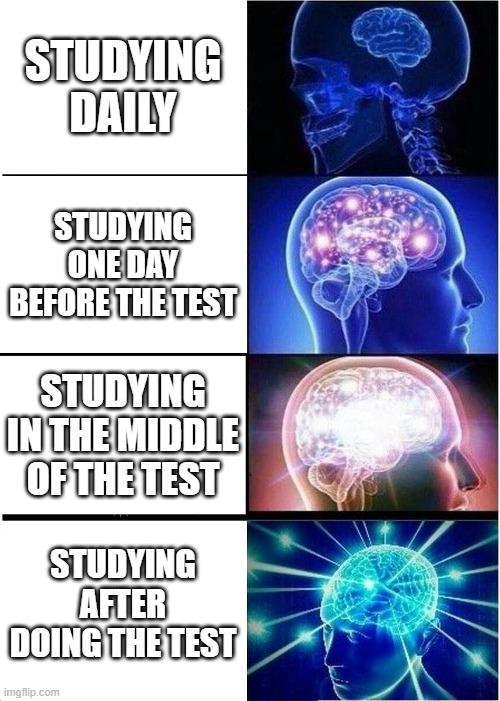 STUDYING
DAILY
STUDYING
ONE DAY
BEFORE THE TEST
STUDYING
IN THE MIDDLE
OF THE TEST
STUDYING
AFTER
DOING THE TEST
imgflip.com